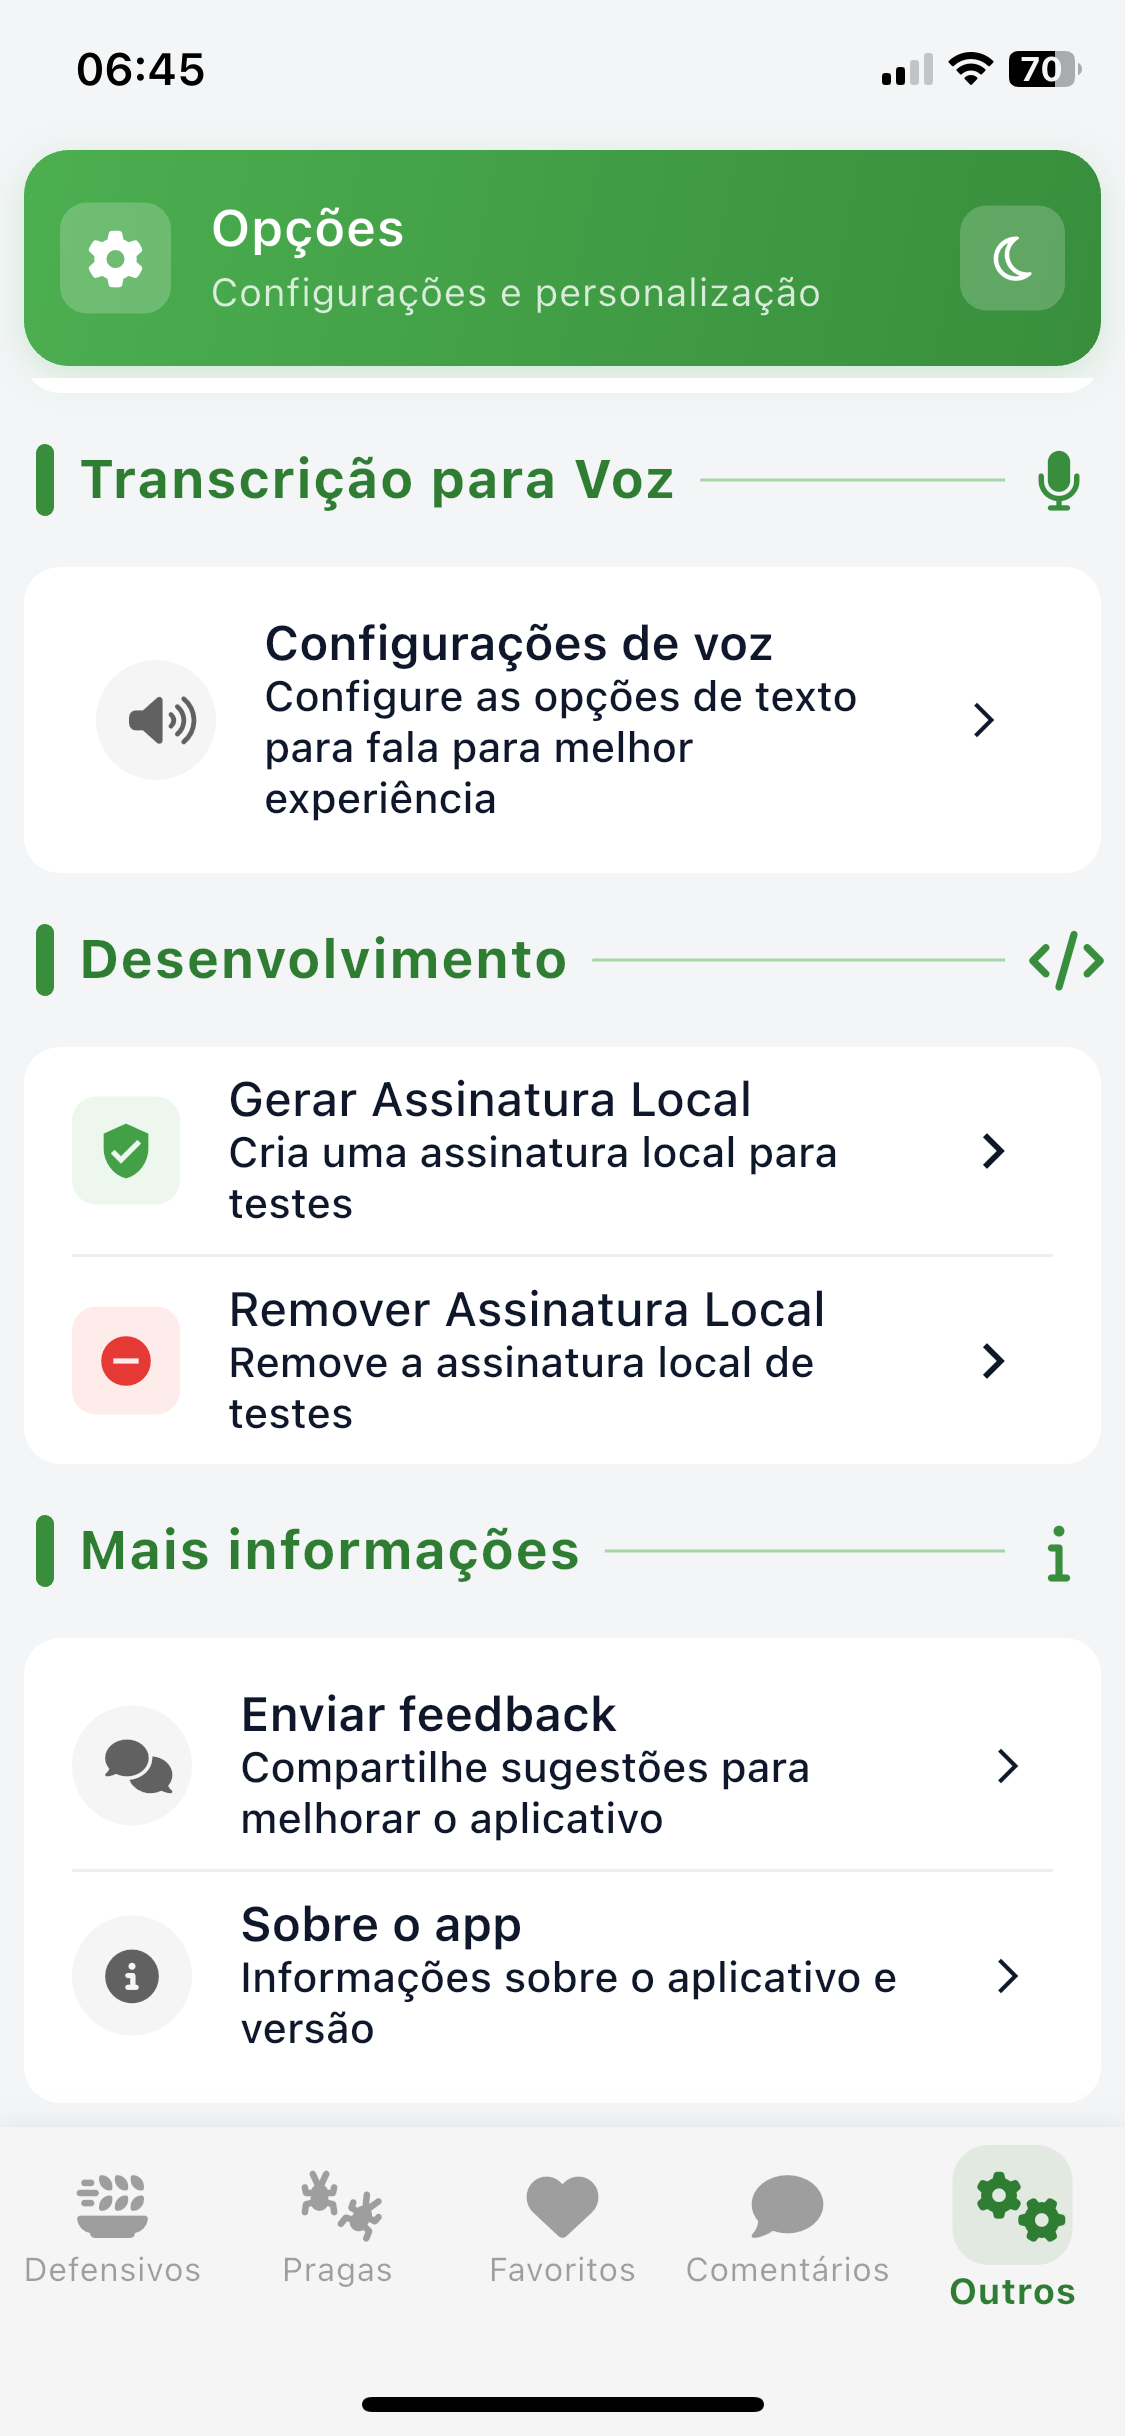 06:45
70
Opções
Configurações e personalização
Transcrição para Voz
Configurações de voz
Configure as opções de texto
para fala para melhor
experiência
Desenvolvimento
Gerar Assinatura Local
Cria uma assinatura local para
testes
Remover Assinatura Local
Remove a assinatura local de
testes
Mais informações
Enviar feedback
Compartilhe sugestões para
melhorar o aplicativo
Sobre o app
Informações sobre o aplicativo e
versão
Defensivos
Pragas
Favoritos
Comentários
Outros